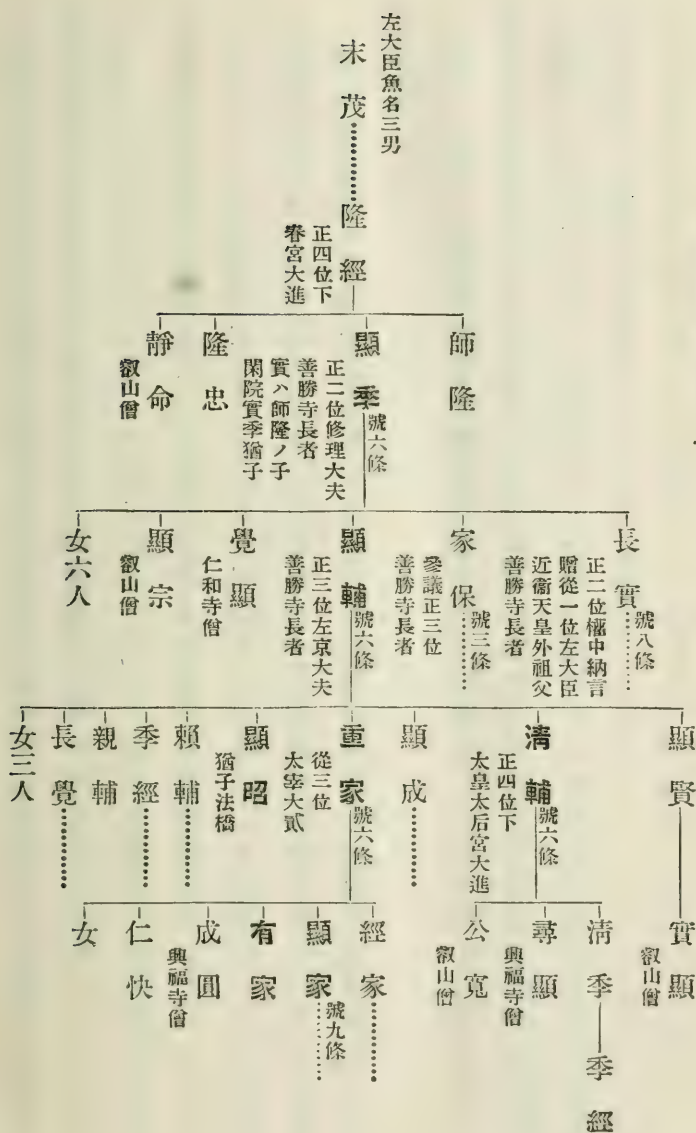 左大臣魚名三男
末茂…………隆經
正四位下
春宮大進
師隆
顯季
號六條
正二位修理大夫
善勝寺長者
實ハ師隆ノ子
閑院實季猶子
隆忠
靜命
叡山僧
長實
號八條…………
正二位權中納言
贈從一位左大臣
近衞天皇外祖父
善勝寺長者
家保
號三條…………
參議正三位
善勝寺長者
顯輔
號六條
正三位左京大夫
善勝寺長者
覺顯
仁和寺僧
顯宗
叡山僧
女六人
顯賢
實顯
叡山僧
淸輔
號六條
正四位下
太皇太后宮大進
淸季
季經
尋顯
興福寺僧
公寬
叡山僧
顯成…………
重家
號六條
從三位
太宰大貳
經家…………
顯家
號九條…………
有家
成圓
興福寺僧
仁快
女
顯昭
猶子法橋
賴輔…………
季經…………
親輔
長覺…………
女三人